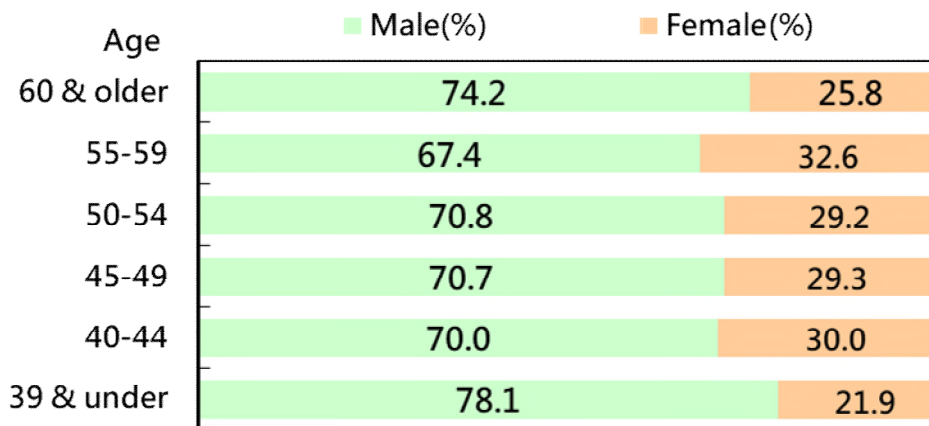 Male(%) Female(%)
Age
60 & older 74.2 25.8
55-59 67.4 32.6
50-54 70.8 29.2
45-49 70.7 29.3
40-44 70.0 30.0
39 & under 78.1 21.9